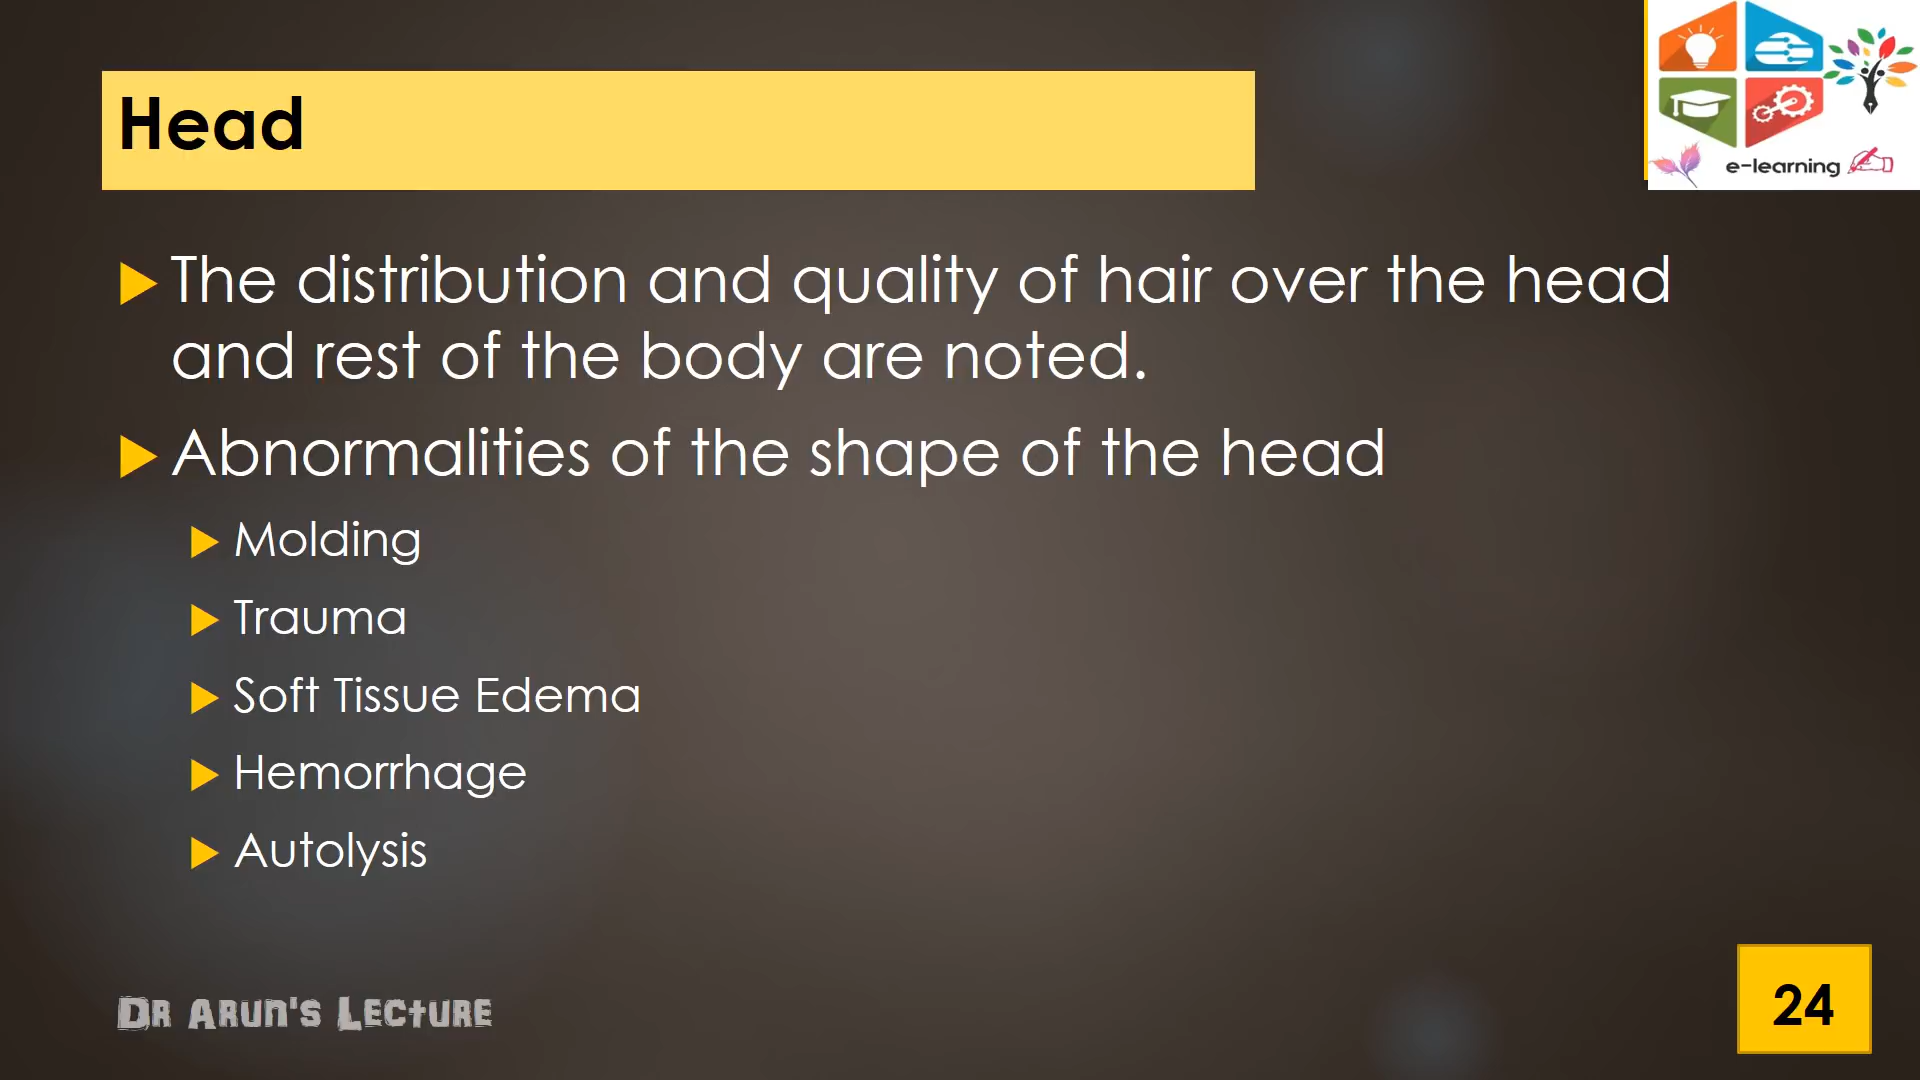 Head
e-learning
The distribution and quality of hair over the head
and rest of the body are noted.
Abnormalities of the shape of the head
Molding
Trauma
Soft Tissue Edema
Hemorrhage
Autolysis
Dr Arun's Lecture
24